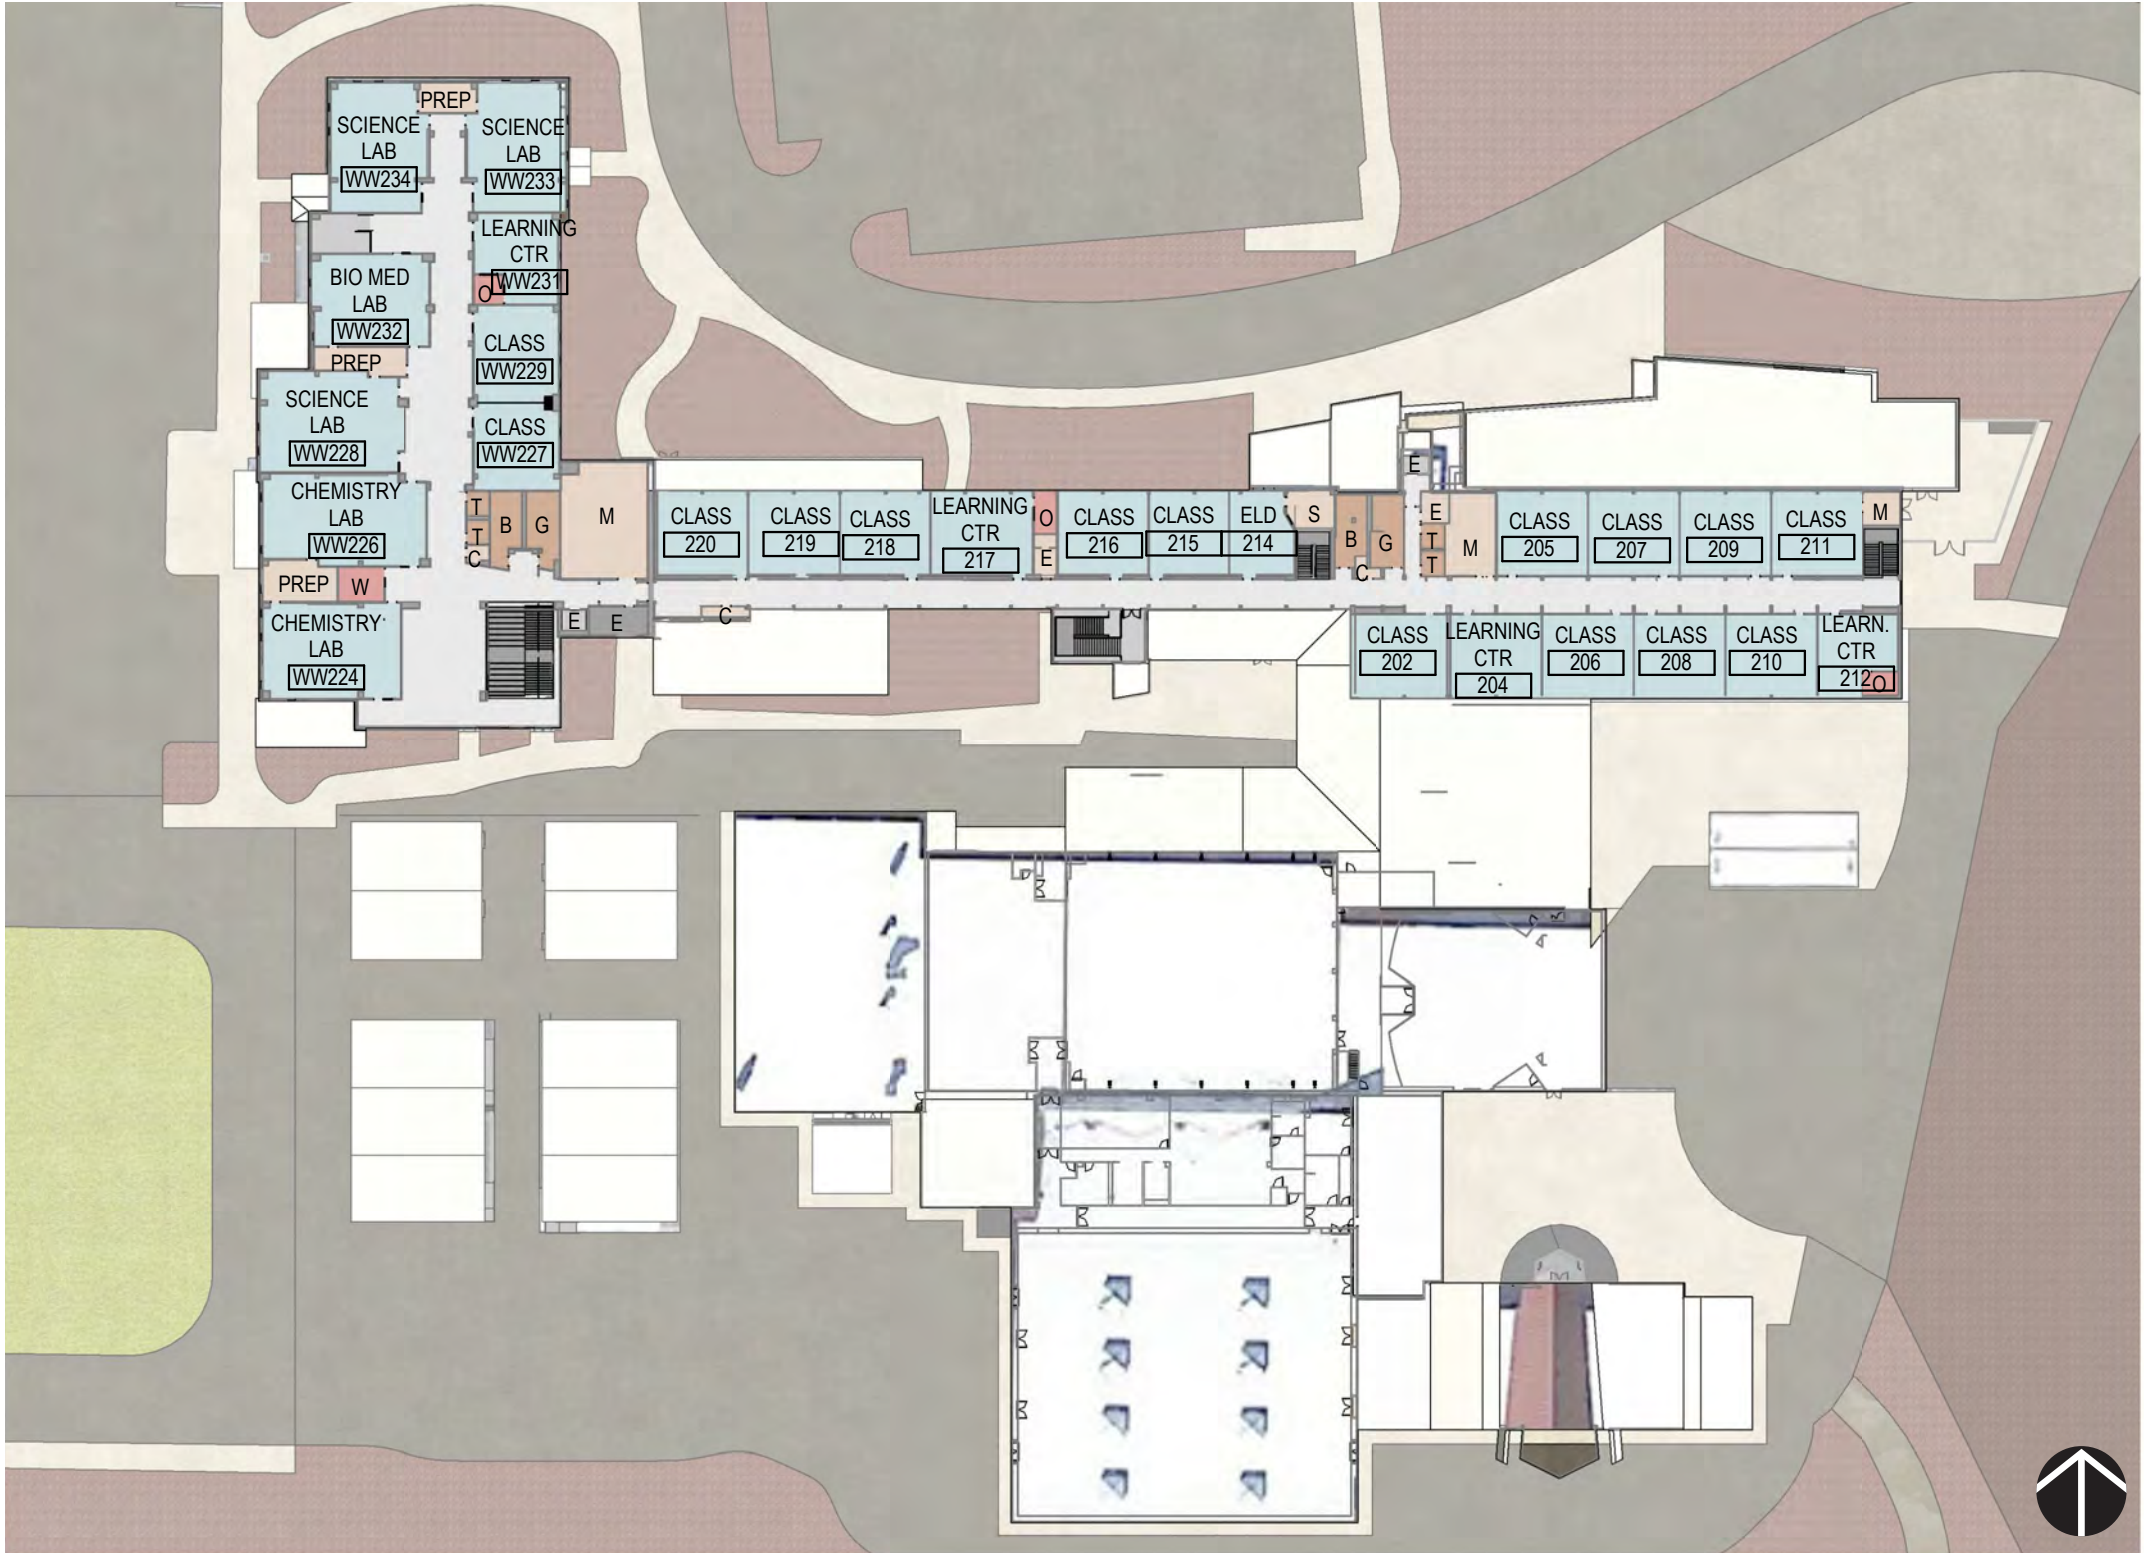 PREP
SCIENCE
LAB
WW234
SCIENCE
LAB
WW233
LEARNING
CTR
WW231
O
BIO MED
LAB
WW232
PREP
CLASS
WW229
SCIENCE
LAB
WW228
CLASS
WW227
CHEMISTRY
LAB
WW226
T
T
C
B
G
M
PREP
W
CHEMISTRY
LAB
WW224
E
E
C
CLASS
220
CLASS
219
CLASS
218
LEARNING
CTR
217
O
E
CLASS
216
CLASS
215
ELD
214
S
B
G
C
E
E
T
T
M
CLASS
205
CLASS
207
CLASS
209
CLASS
211
M
CLASS
202
LEARNING
CTR
204
CLASS
206
CLASS
208
CLASS
210
LEARN.
CTR
212
O